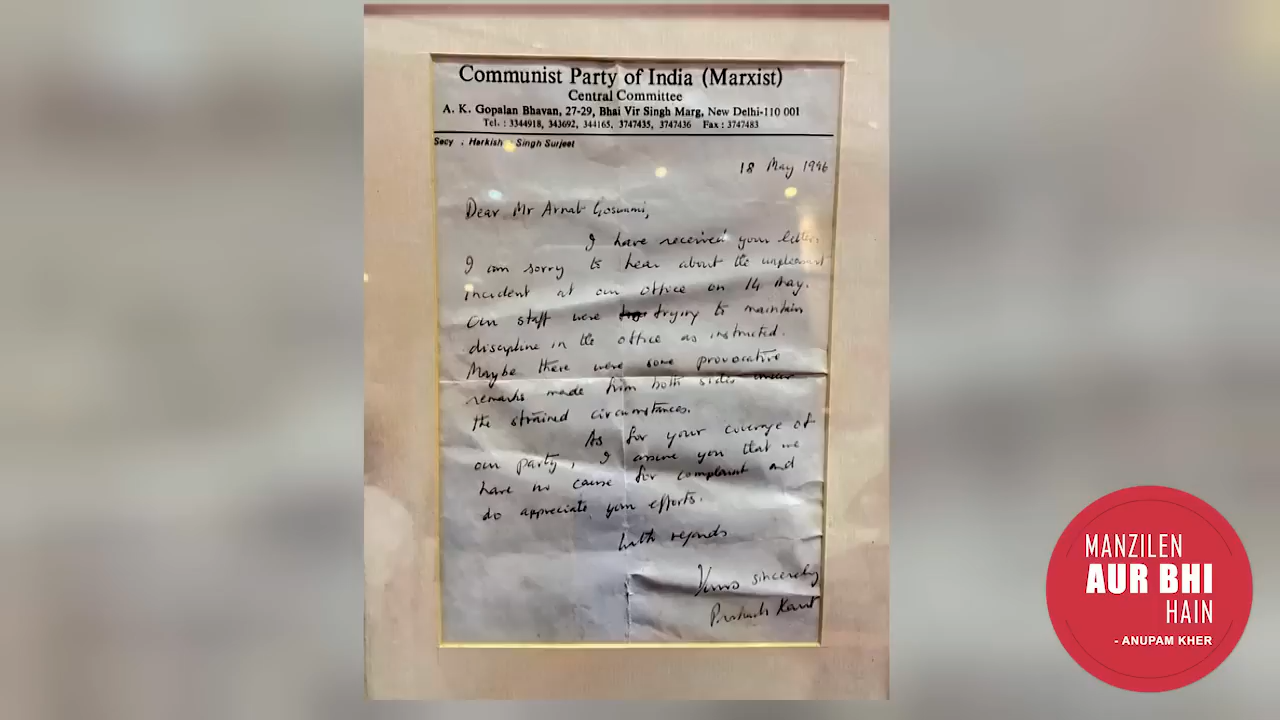 Communist Party of India (Marxist)
Central Committee
A. K. Gopalan Bhavan, 27-29, Bhai Vir Singh Marg, New Delhi-110 001
Tel. : 3344918, 343692, 344165, 3747435, 3747436 Fax : 3747483
Secy . Harkish Singh Surjeet
18 May 1996
Dear Mr Arnab Goswami,
I have received your letter.
I am sorry to hear about the unpleasant
incident at our office on 14 May.
Our staff were trying to maintain
discipline in the office as instructed.
Maybe there were some provocative
remarks made from both sides under
the strained circumstances.
As for your coverage of
our party, I assure you that we
have no cause for complaint and
do appreciate your efforts.
With regards
Yours sincerely
Prakash Karat
MANZILEN
AUR BHI
HAIN
- ANUPAM KHER